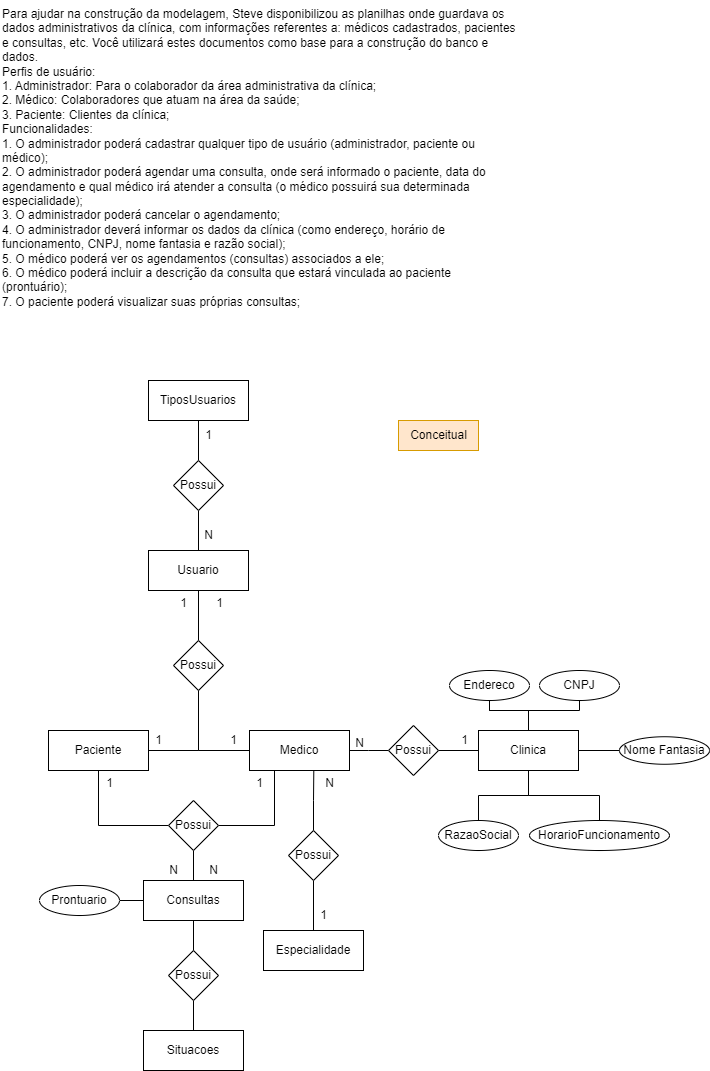 Para ajudar na construção da modelagem, Steve disponibilizou as planilhas onde guardava os
dados administrativos da clínica, com informações referentes a: médicos cadastrados, pacientes
e consultas, etc. Você utilizará estes documentos como base para a construção do banco e
dados.
Perfis de usuário:
1. Administrador: Para o colaborador da área administrativa da clínica;
2. Médico: Colaboradores que atuam na área da saúde;
3. Paciente: Clientes da clínica;
Funcionalidades:
1. O administrador poderá cadastrar qualquer tipo de usuário (administrador, paciente ou
médico);
2. O administrador poderá agendar uma consulta, onde será informado o paciente, data do
agendamento e qual médico irá atender a consulta (o médico possuirá sua determinada
especialidade);
3. O administrador poderá cancelar o agendamento;
4. O administrador deverá informar os dados da clínica (como endereço, horário de
funcionamento, CNPJ, nome fantasia e razão social);
5. O médico poderá ver os agendamentos (consultas) associados a ele;
6. O médico poderá incluir a descrição da consulta que estará vinculada ao paciente
(prontuário);
7. O paciente poderá visualizar suas próprias consultas;
TiposUsuarios
1
Conceitual
Possui
N
Usuario
1 1
Possui
Endereco CNPJ
Paciente 1 1 Medico N Possui 1 Clinica Nome Fantasia
1 1 N
Possui RazaoSocial HorarioFuncionamento
Possui
N N
Prontuario Consultas
1
Especialidade
Possui
Situacoes